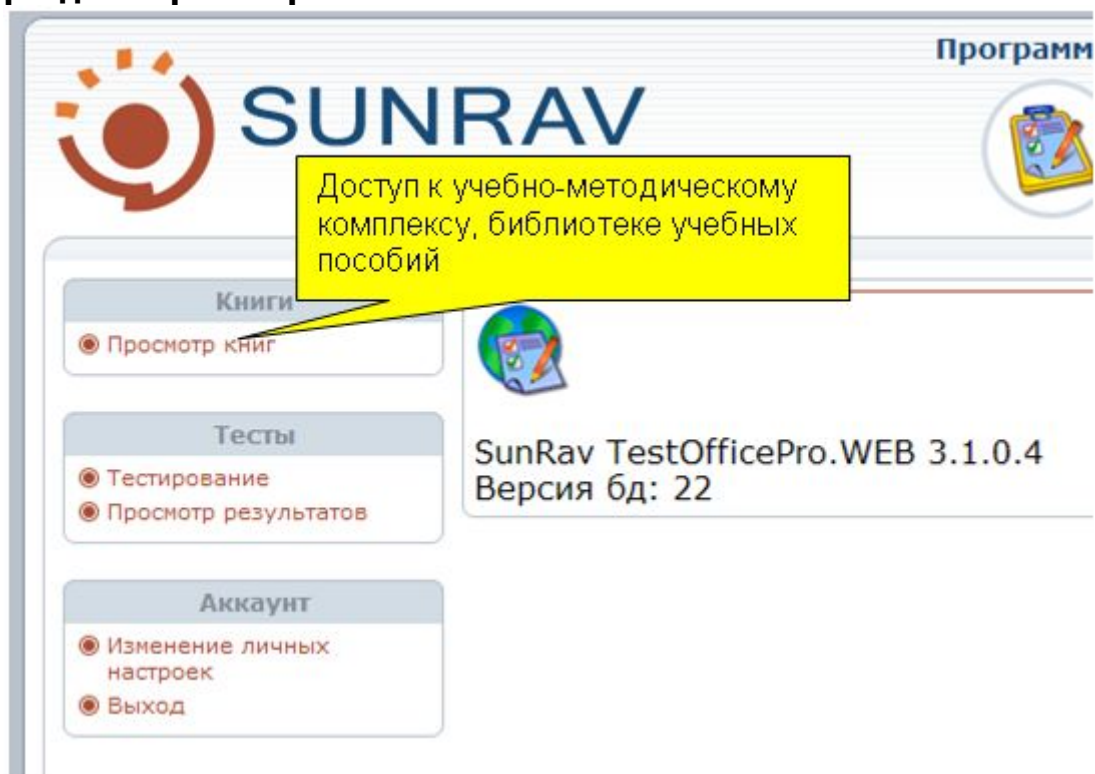 Программ
SUNRAV
Доступ к учебно-методическому
комплексу, библиотеке учебных
пособий
Книги
Просмотр книг
Тесты
Тестирование
Просмотр результатов
SunRav TestOfficePro.WEB 3.1.0.4
Версия бд: 22
Аккаунт
Изменение личных
настроек
Выход